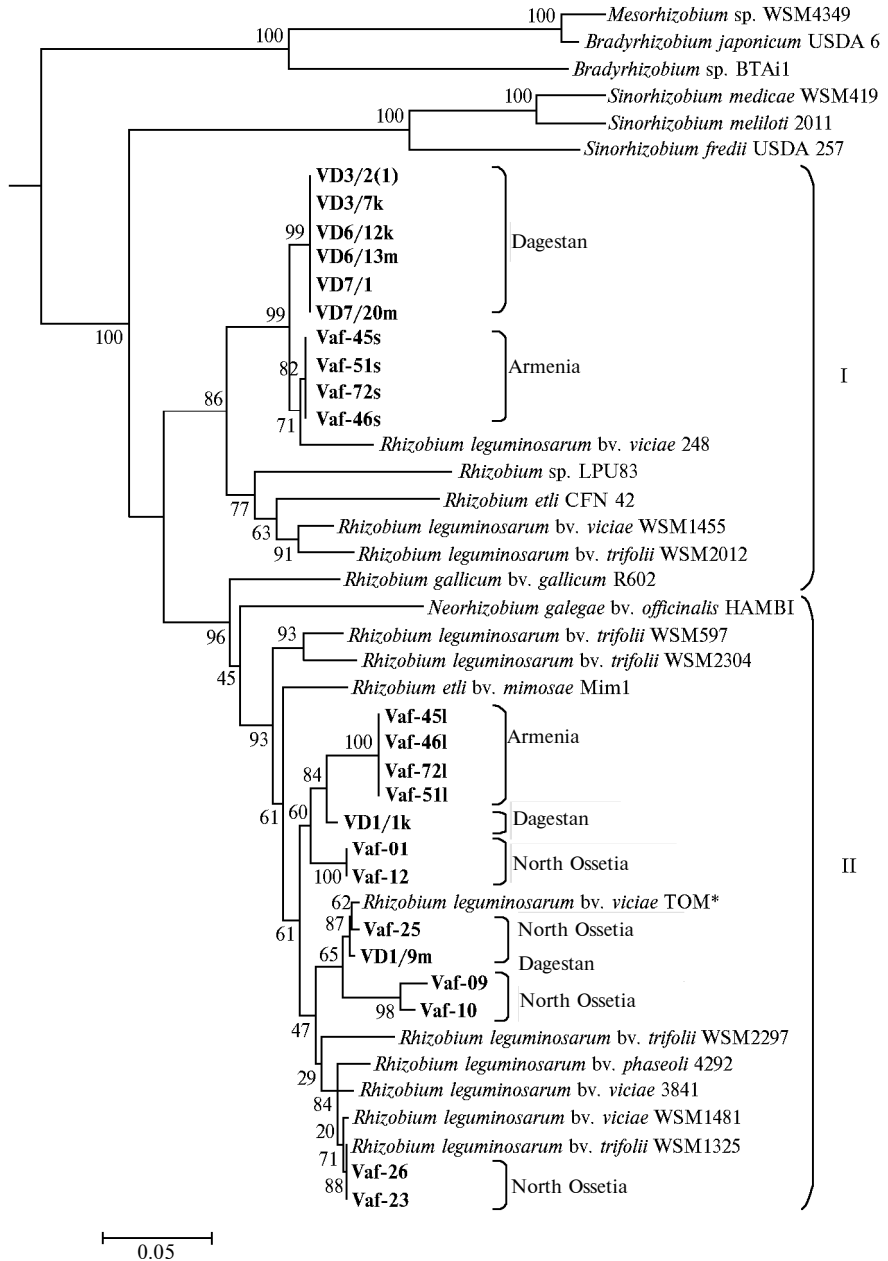 100
Mesorhizobium sp. WSM4349
100
Bradyrhizobium japonicum USDA 6
Bradyrhizobium sp. BTAi1
100
Sinorhizobium medicae WSM419
100
Sinorhizobium meliloti 2011
Sinorhizobium fredii USDA 257
VD3/2(1)
VD3/7k
99
VD6/12k
Dagestan
VD6/13m
VD7/1
99
VD7/20m
100
Vaf-45s
82
Vaf-51s
Armenia
I
86
Vaf-72s
71
Vaf-46s
Rhizobium leguminosarum bv. viciae 248
Rhizobium sp. LPU83
77
Rhizobium etli CFN 42
63
Rhizobium leguminosarum bv. viciae WSM1455
91
Rhizobium leguminosarum bv. trifolii WSM2012
Rhizobium gallicum bv. gallicum R602
Neorhizobium galegae bv. officinalis HAMBI
96
93
Rhizobium leguminosarum bv. trifolii WSM597
Rhizobium leguminosarum bv. trifolii WSM2304
45
Rhizobium etli bv. mimosae Mim1
Vaf-45l
93
100
Vaf-46l
Armenia
84
Vaf-72l
Vaf-51l
61
60
VD1/1k
Dagestan
Vaf-01
North Ossetia
II
100
Vaf-12
62
Rhizobium leguminosarum bv. viciae TOM*
61
87
Vaf-25
North Ossetia
65
VD1/9m
Dagestan
Vaf-09
98
Vaf-10
North Ossetia
47
Rhizobium leguminosarum bv. trifolii WSM2297
Rhizobium leguminosarum bv. phaseoli 4292
29
Rhizobium leguminosarum bv. viciae 3841
84
Rhizobium leguminosarum bv. viciae WSM1481
20
Rhizobium leguminosarum bv. trifolii WSM1325
71
Vaf-26
88
North Ossetia
Vaf-23
0.05